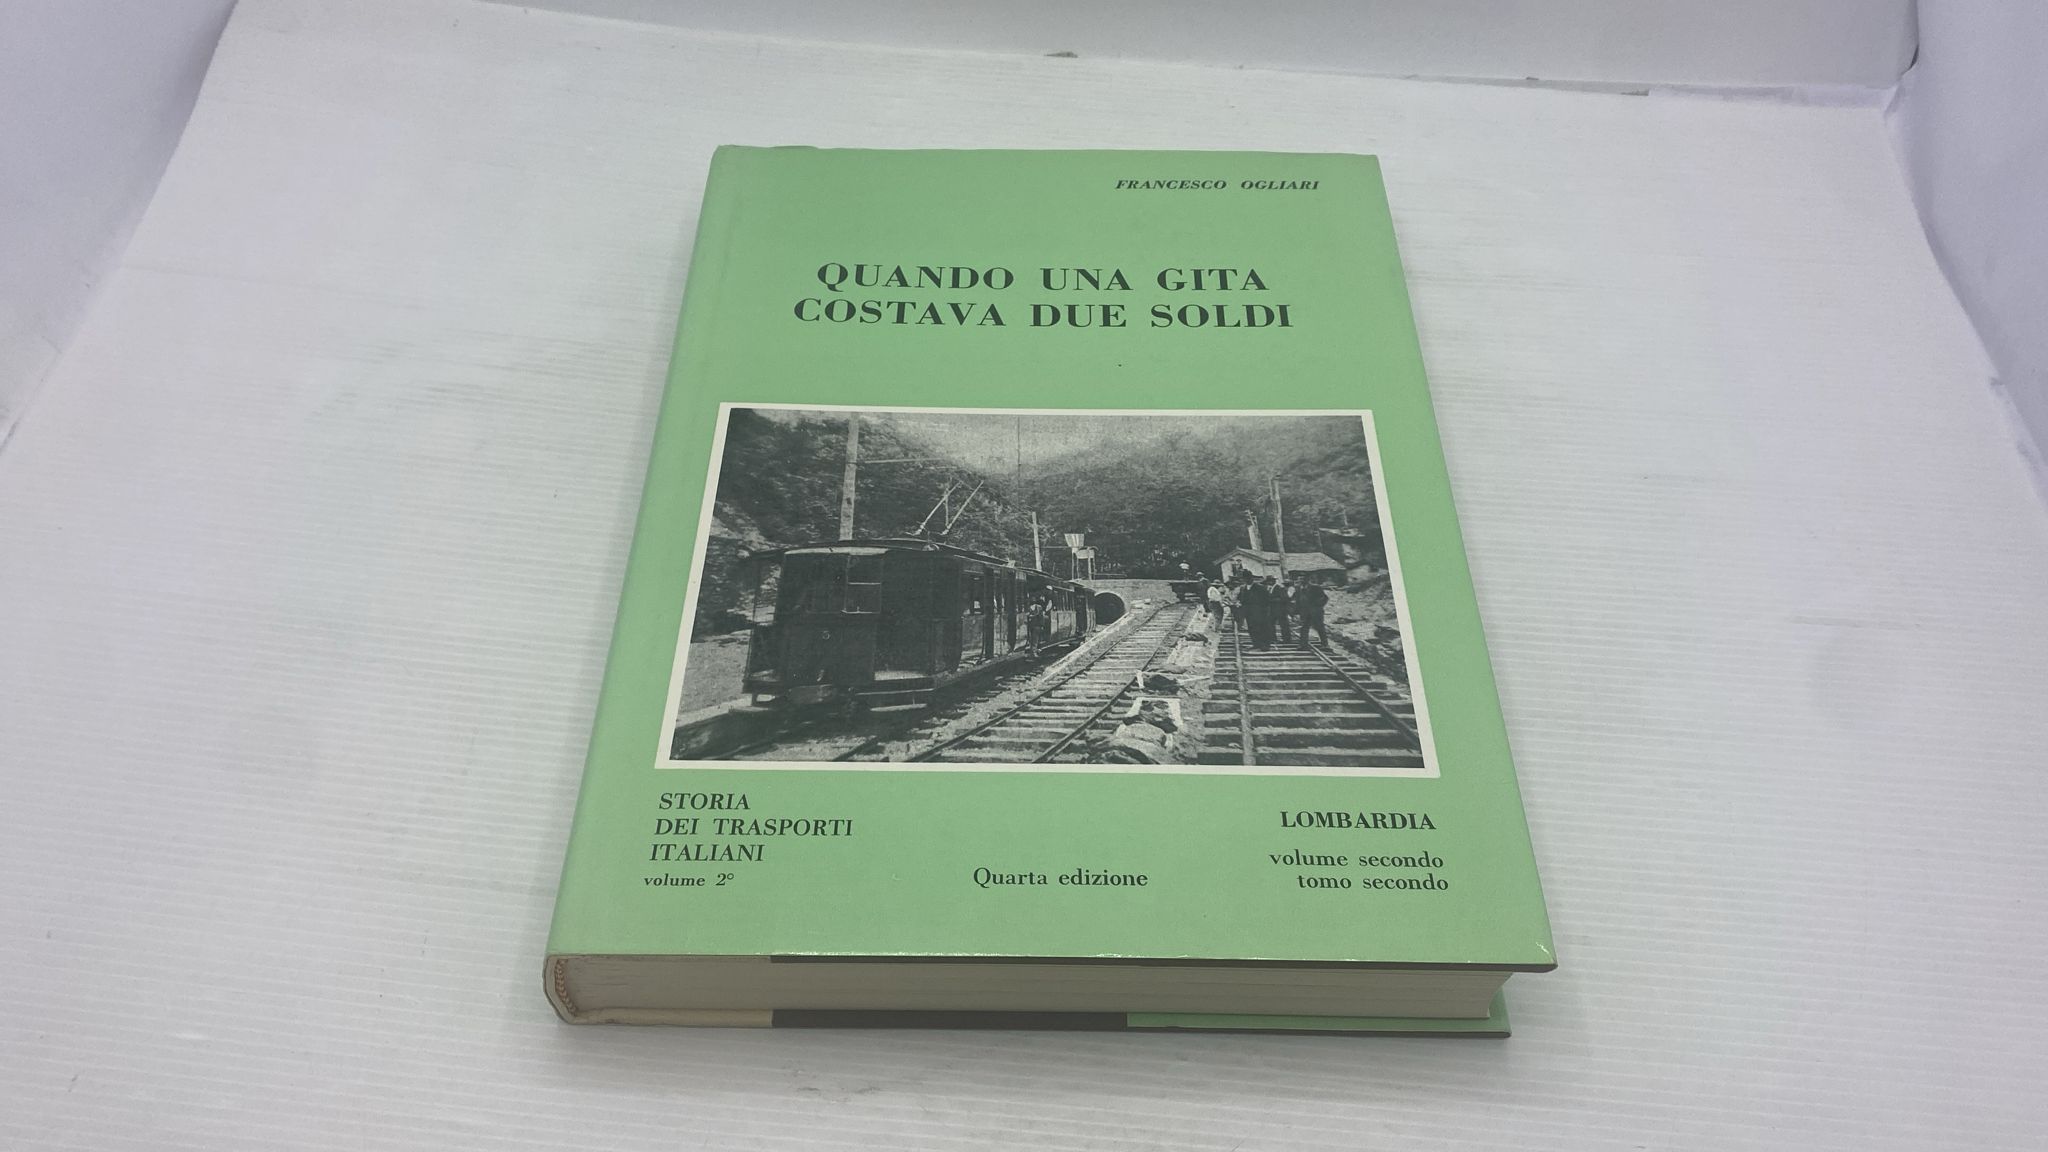 FRANCESCO OGLIARI
QUANDO UNA GITA
COSTAVA DUE SOLDI
5
STORIA
DEI TRASPORTI
ITALIANI
volume 2°
Quarta edizione
LOMBARDIA
volume secondo
tomo secondo